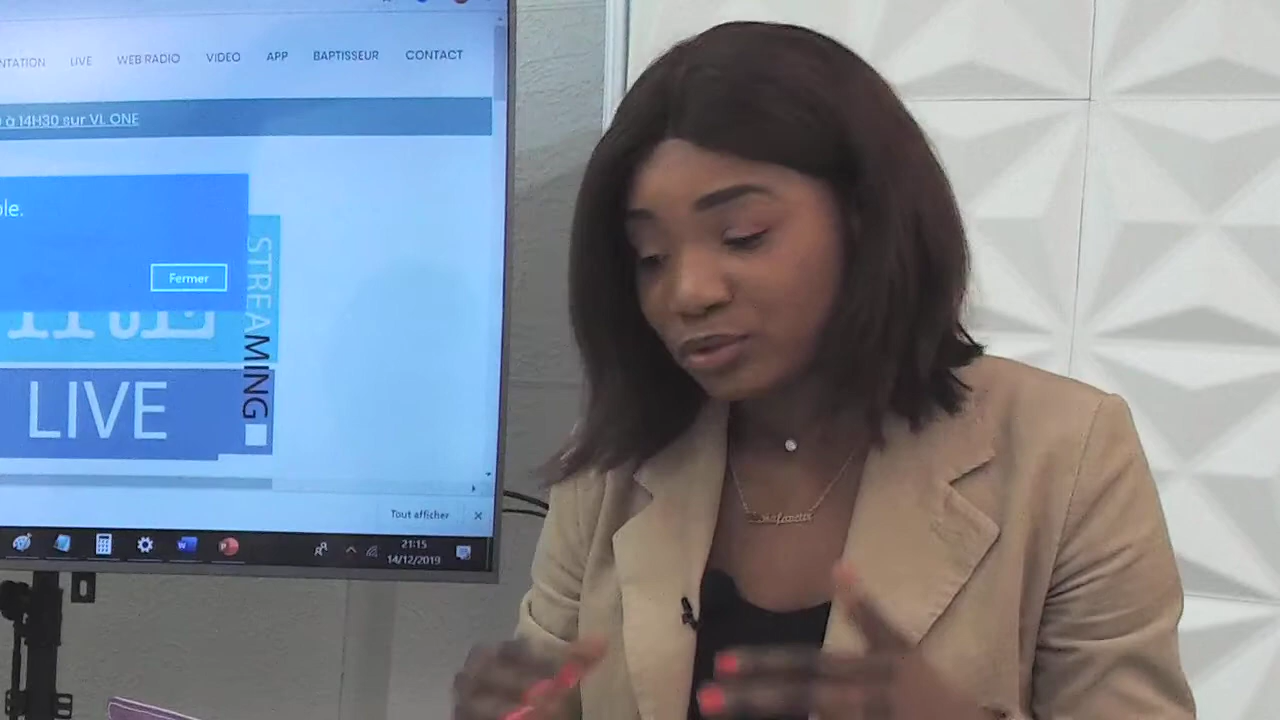 NTATION LIVE WEB RADIO VIDEO APP BAPTISSEUR CONTACT
à 14H30 sur VL ONE
ple.
Fermer
STREAMING
LIVE
Tout afficher
21:15
14/12/2019